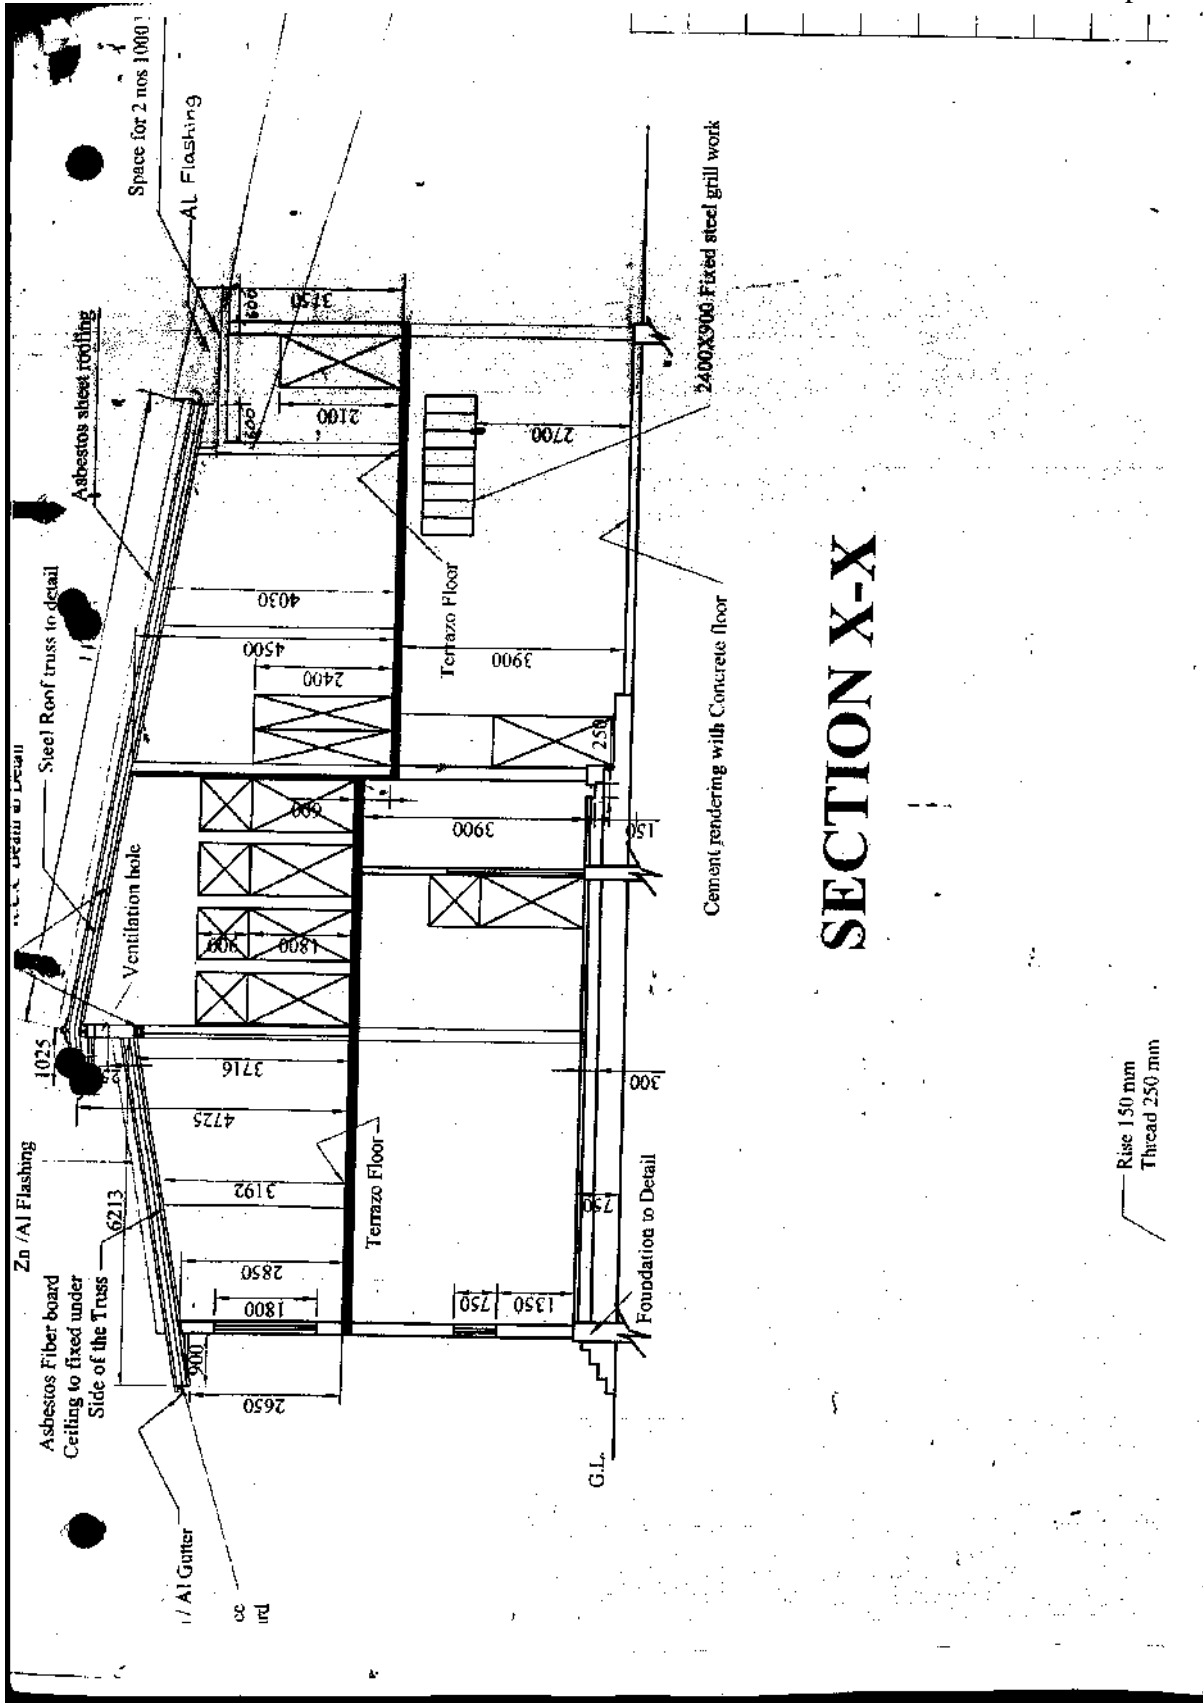 Space for 2 nos 1000 l
AL Flashing
Asbestos sheet roofing
Steel Roof truss to detail
Ventilation hole
Zn /Al Flashing
Asbestos Fiber board
Ceiling to fixed under
Side of the Truss
/ Al Gutter
1025
6213
900
2650
1800
2850
3192
4725
3716
900
1800
600
2400
4500
4030
2100
600
600
3750
Terrazo Floor
Terrazo Floor
2400X900 Fixed steel grill work
2700
3900
3900
250
150
300
750
750
1350
Cement rendering with Concrete floor
Foundation to Detail
G.L.
SECTION X-X
Rise 150 mm
Thread 250 mm